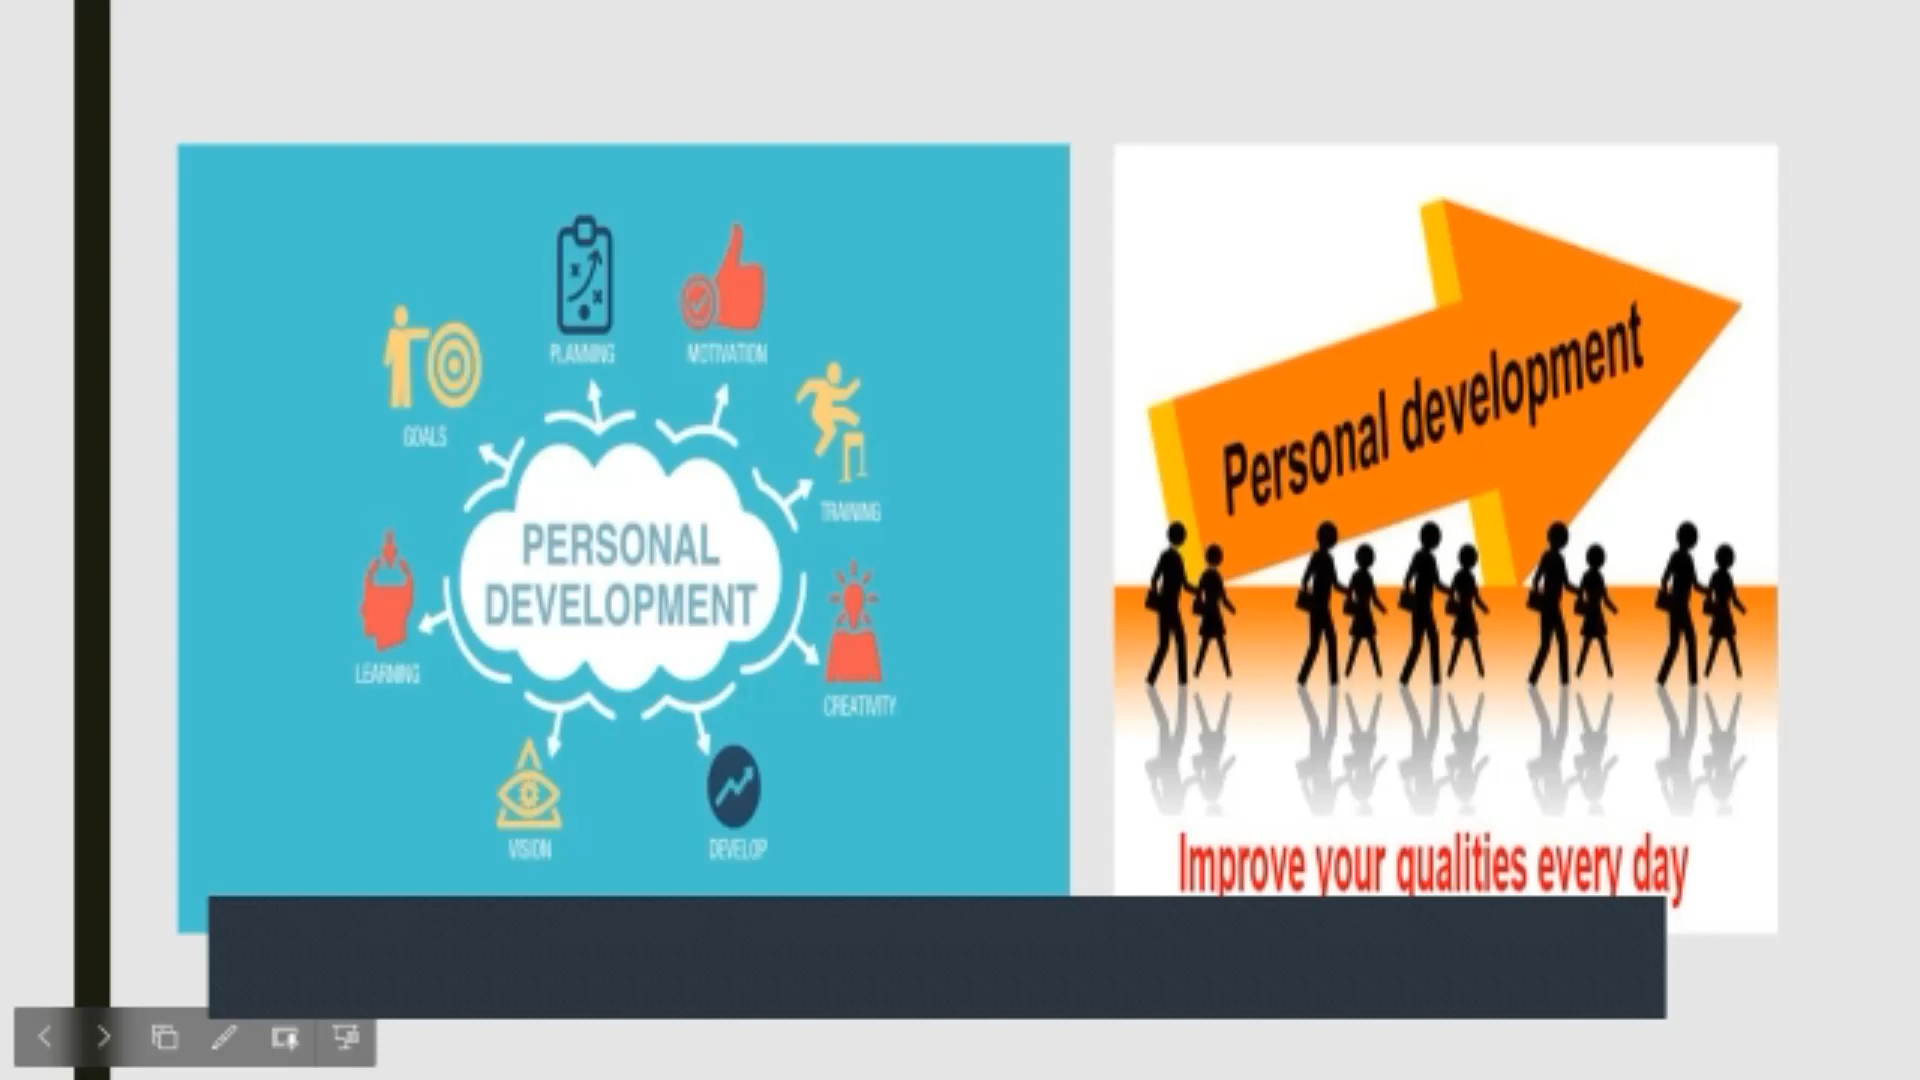 PLANNING
MOTIVATION
GOALS
TRAINING
PERSONAL
DEVELOPMENT
LEARNING
CREATIVITY
VISION
DEVELOP
Personal development
Improve your qualities every day